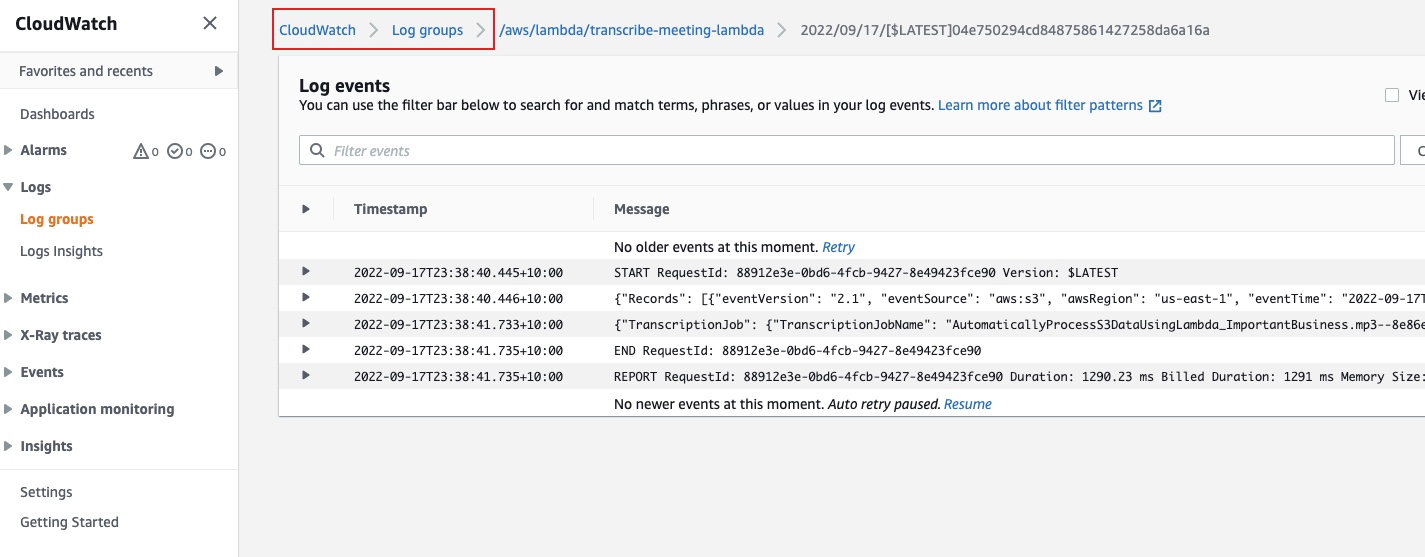 CloudWatch
Favorites and recents
Dashboards
Alarms 0 0 0
Logs
Log groups
Logs Insights
Metrics
X-Ray traces
Events
Application monitoring
Insights
Settings
Getting Started
CloudWatch Log groups /aws/lambda/transcribe-meeting-lambda 2022/09/17/[$LATEST]04e750294cd84875861427258da6a16a
Log events
You can use the filter bar below to search for and match terms, phrases, or values in your log events. Learn more about filter patterns
Filter events
Timestamp Message
No older events at this moment. Retry
2022-09-17T23:38:40.445+10:00 START RequestId: 88912e3e-0bd6-4fcb-9427-8e49423fce90 Version: $LATEST
2022-09-17T23:38:40.446+10:00 {"Records": [{"eventVersion": "2.1", "eventSource": "aws:s3", "awsRegion": "us-east-1", "eventTime": "2022-09-17T
2022-09-17T23:38:41.733+10:00 {"TranscriptionJob": {"TranscriptionJobName": "AutomaticallyProcessS3DataUsingLambda_ImportantBusiness.mp3--8e86e
2022-09-17T23:38:41.735+10:00 END RequestId: 88912e3e-0bd6-4fcb-9427-8e49423fce90
2022-09-17T23:38:41.735+10:00 REPORT RequestId: 88912e3e-0bd6-4fcb-9427-8e49423fce90 Duration: 1290.23 ms Billed Duration: 1291 ms Memory Size:
No newer events at this moment. Auto retry paused. Resume